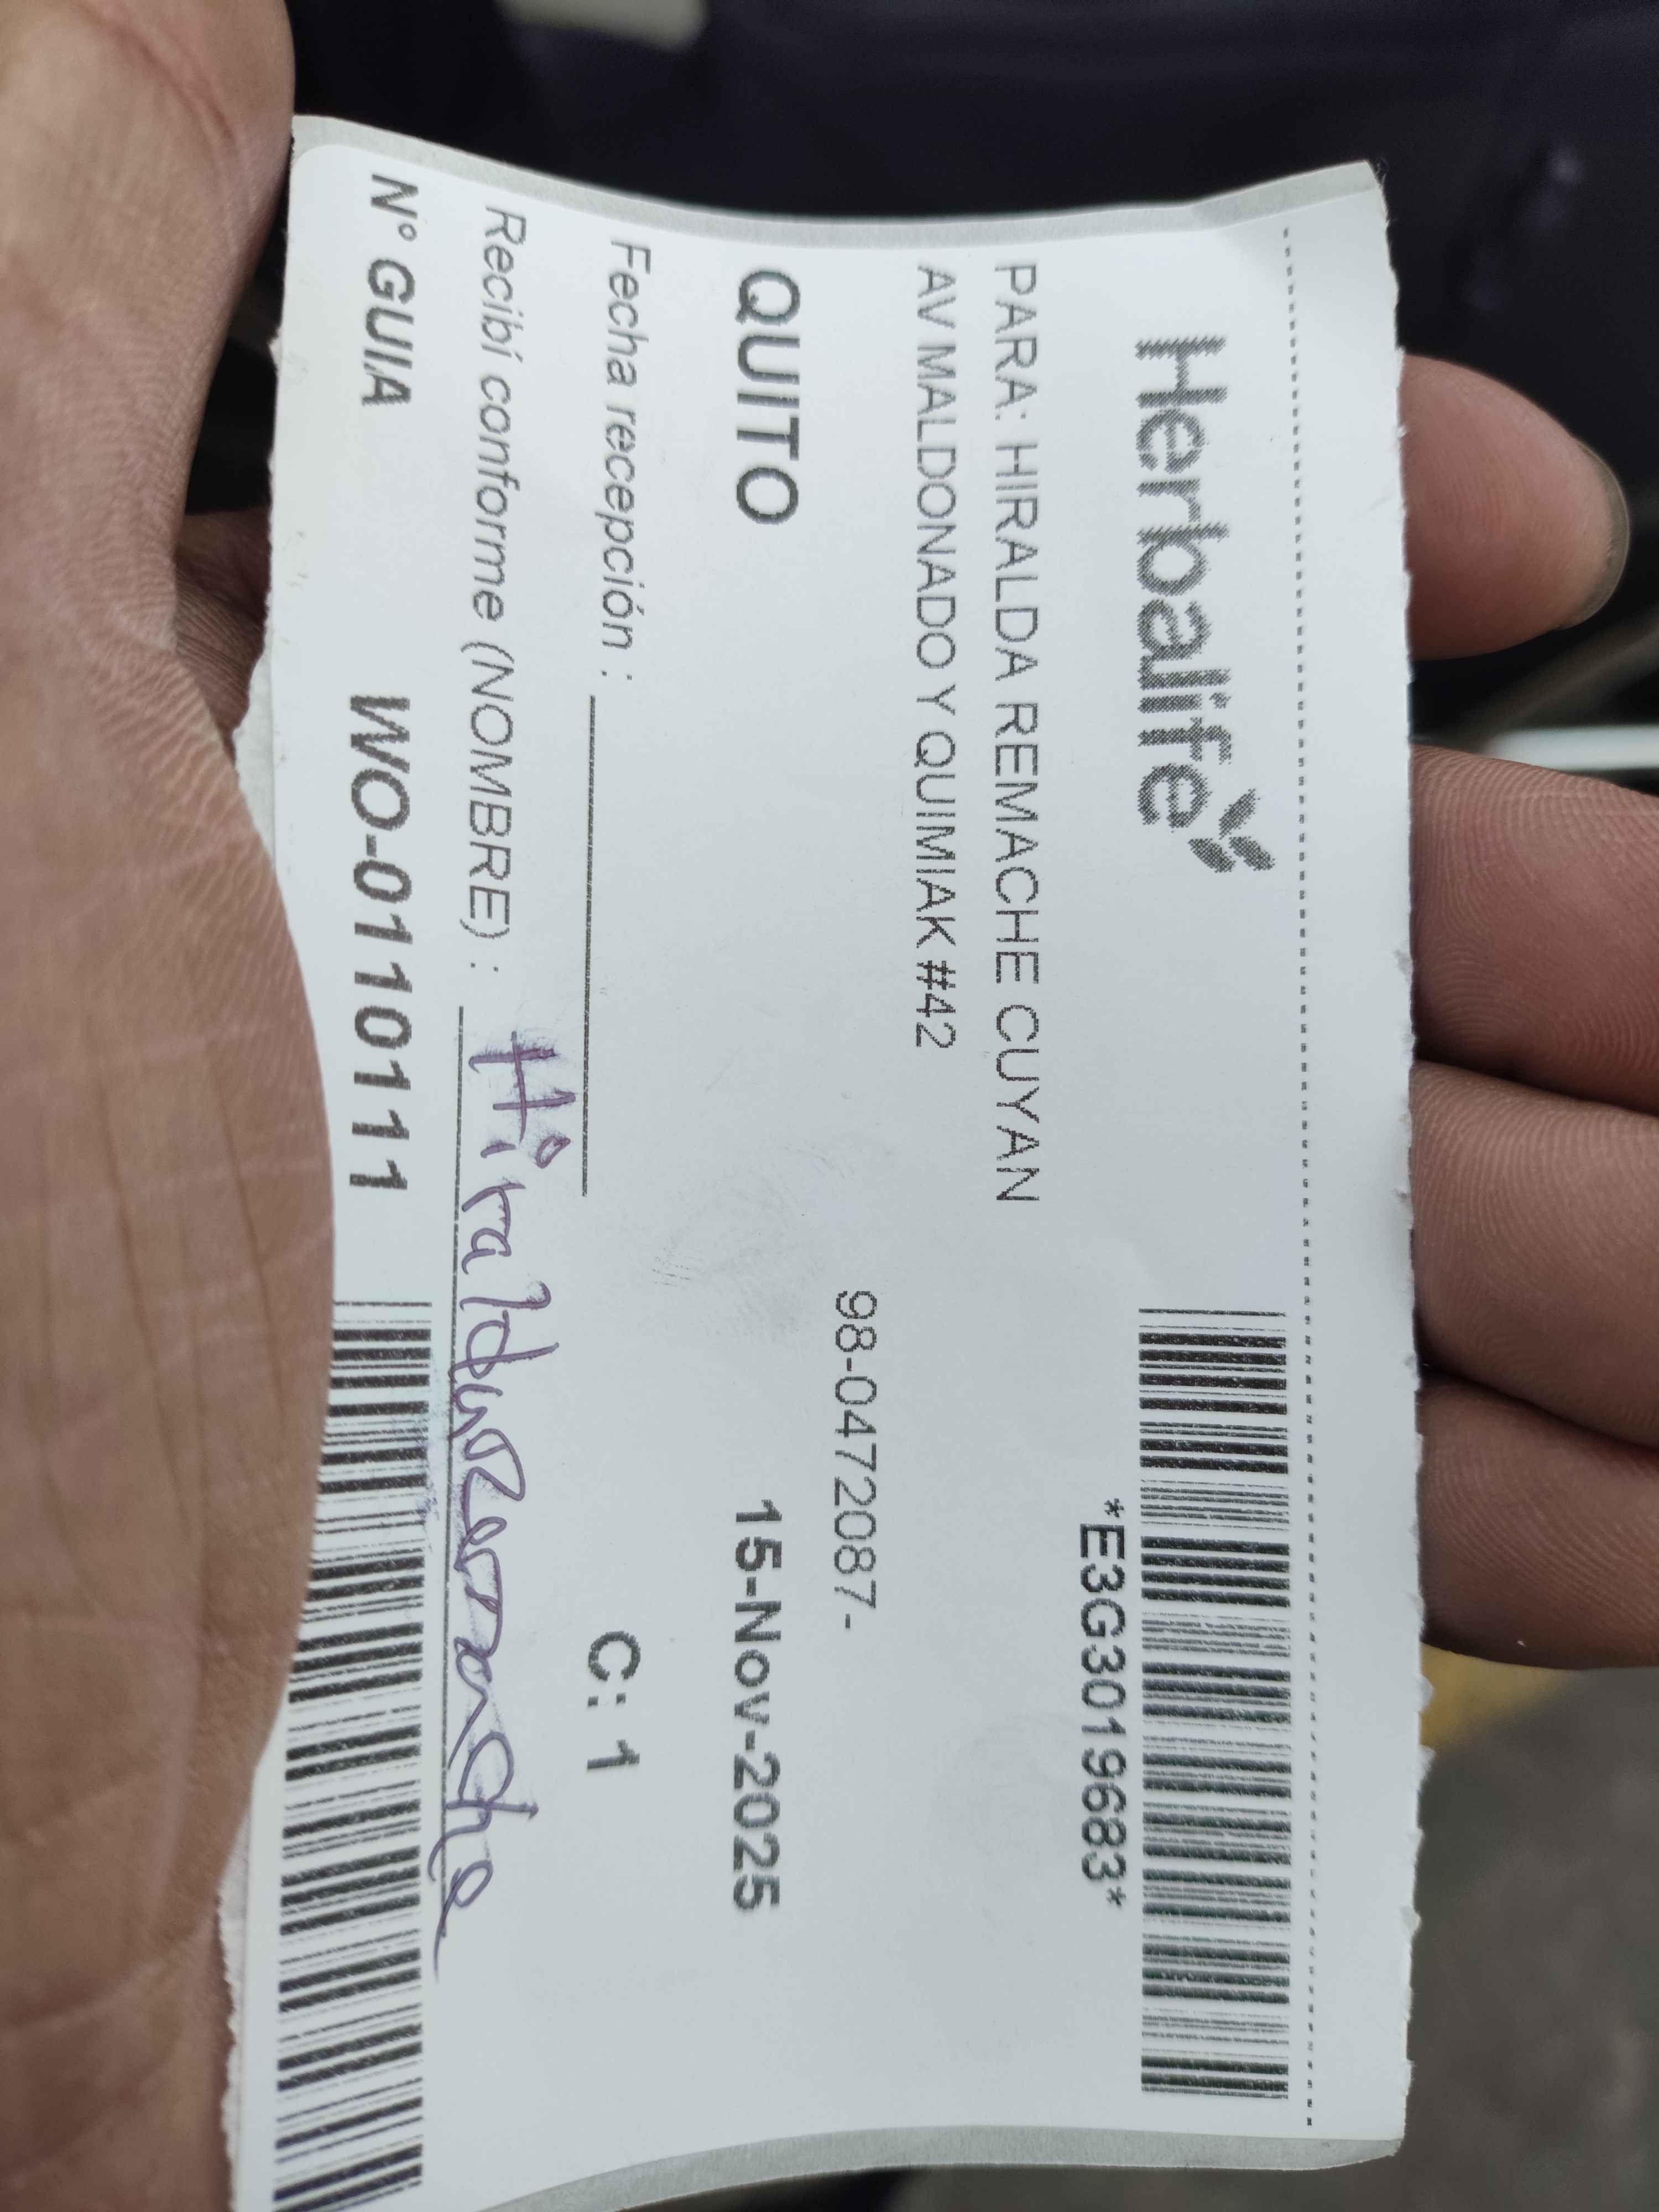 Herbalife
*E3G3019683*
PARA: HIRALDA REMACHE CUYAN
AV MALDONADO Y QUIMIAK #42
98-0472087-
QUITO 15-Nov-2025
Fecha recepción : C: 1
Recibí conforme (NOMBRE) : Hiralda Remache
N° GUIA WO-0110111